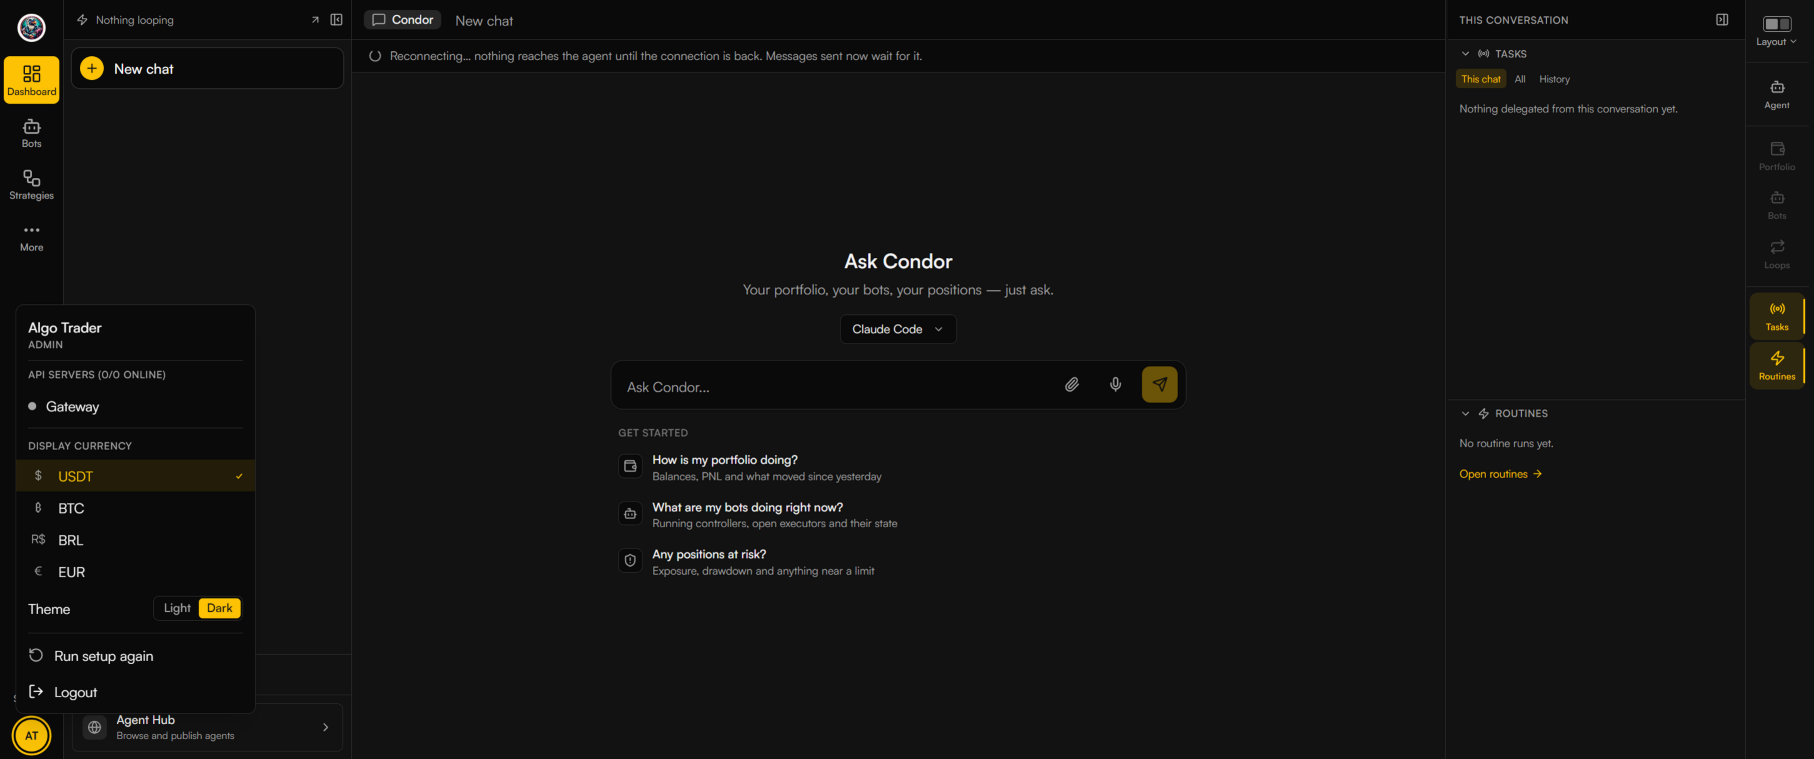 Nothing looping
New chat
Dashboard
Bots
Strategies
More
Algo Trader
ADMIN
API SERVERS (0/0 ONLINE)
Gateway
DISPLAY CURRENCY
$ USDT
₿ BTC
R$ BRL
€ EUR
Theme Light Dark
Run setup again
Logout
AT
Agent Hub
Browse and publish agents
Condor New chat
Reconnecting... nothing reaches the agent until the connection is back. Messages sent now wait for it.
Ask Condor
Your portfolio, your bots, your positions — just ask.
Claude Code
Ask Condor...
GET STARTED
How is my portfolio doing?
Balances, PNL and what moved since yesterday
What are my bots doing right now?
Running controllers, open executors and their state
Any positions at risk?
Exposure, drawdown and anything near a limit
THIS CONVERSATION
TASKS
This chat All History
Nothing delegated from this conversation yet.
ROUTINES
No routine runs yet.
Open routines →
Layout
Agent
Portfolio
Bots
Loops
Tasks
Routines